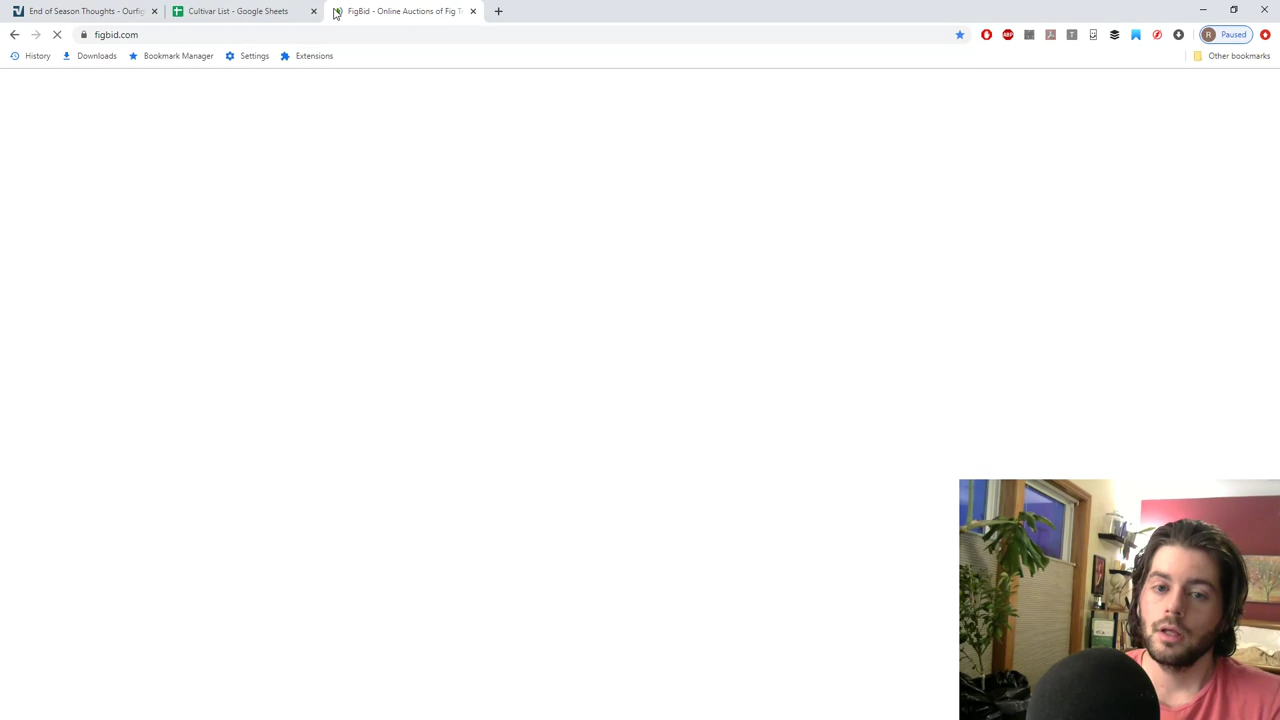 End of Season Thoughts - Ourfig
Cultivar List - Google Sheets
FigBid - Online Auctions of Fig T
figbid.com
R Paused
History
Downloads
Bookmark Manager
Settings
Extensions
Other bookmarks